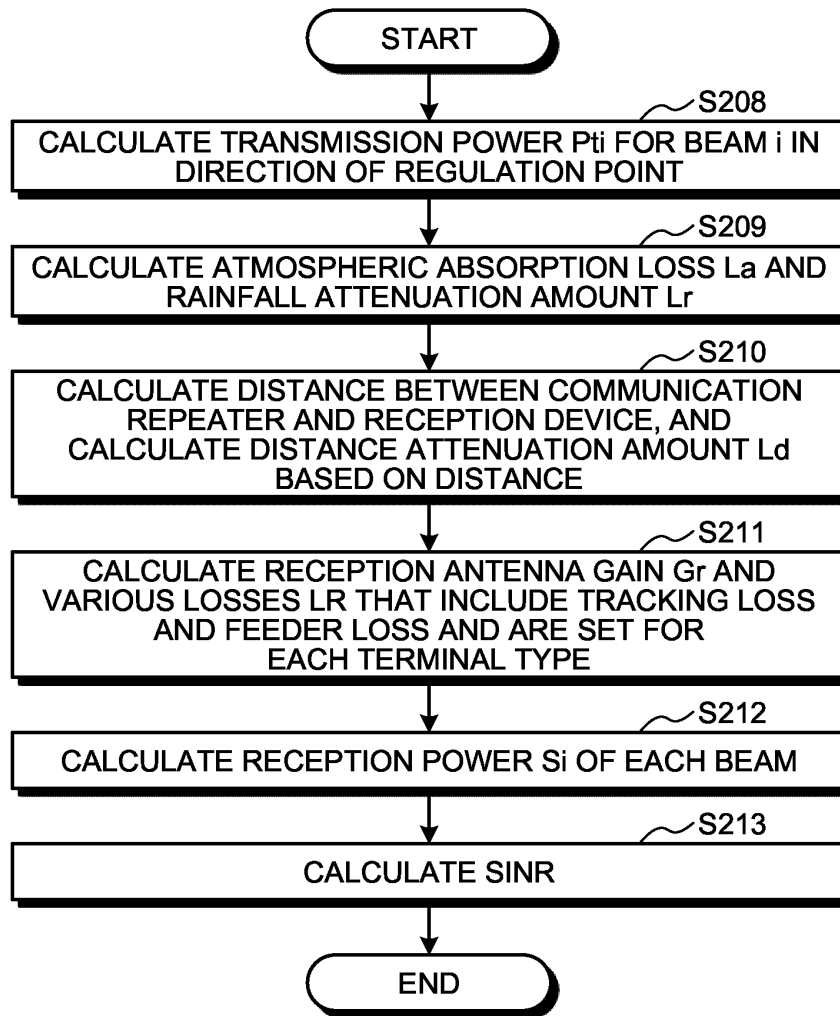 START
S208
CALCULATE TRANSMISSION POWER Pti FOR BEAM i IN
DIRECTION OF REGULATION POINT
S209
CALCULATE ATMOSPHERIC ABSORPTION LOSS La AND
RAINFALL ATTENUATION AMOUNT Lr
S210
CALCULATE DISTANCE BETWEEN COMMUNICATION
REPEATER AND RECEPTION DEVICE, AND
CALCULATE DISTANCE ATTENUATION AMOUNT Ld
BASED ON DISTANCE
S211
CALCULATE RECEPTION ANTENNA GAIN Gr AND
VARIOUS LOSSES LR THAT INCLUDE TRACKING LOSS
AND FEEDER LOSS AND ARE SET FOR
EACH TERMINAL TYPE
S212
CALCULATE RECEPTION POWER Si OF EACH BEAM
S213
CALCULATE SINR
END